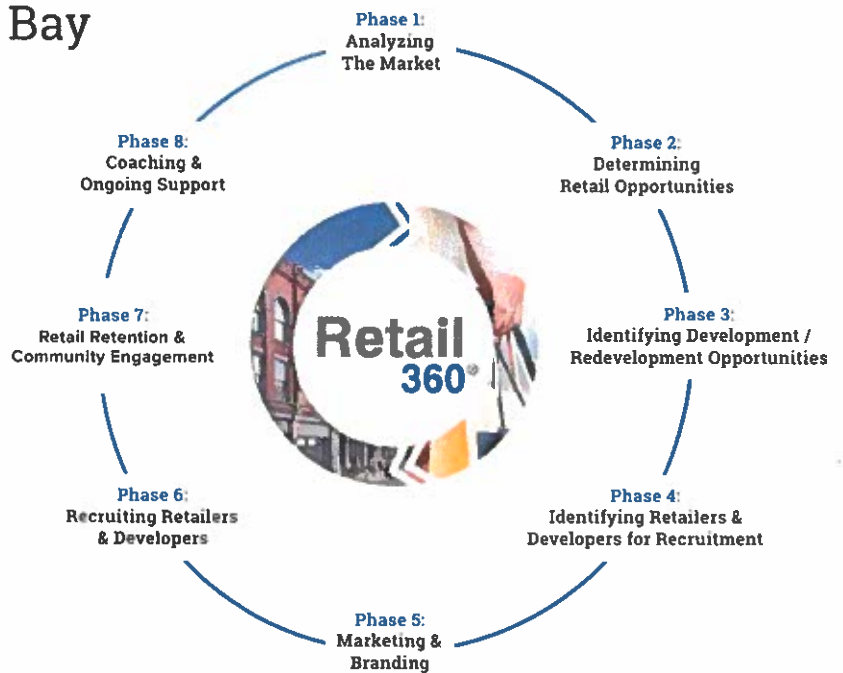 Bay
Phase 1:
Analyzing
The Market
Phase 2:
Determining
Retail Opportunities
Phase 3:
Identifying Development /
Redevelopment Opportunities
Phase 4:
Identifying Retailers &
Developers for Recruitment
Phase 5:
Marketing &
Branding
Phase 6:
Recruiting Retailers
& Developers
Phase 7:
Retail Retention &
Community Engagement
Phase 8:
Coaching &
Ongoing Support
Retail
360®